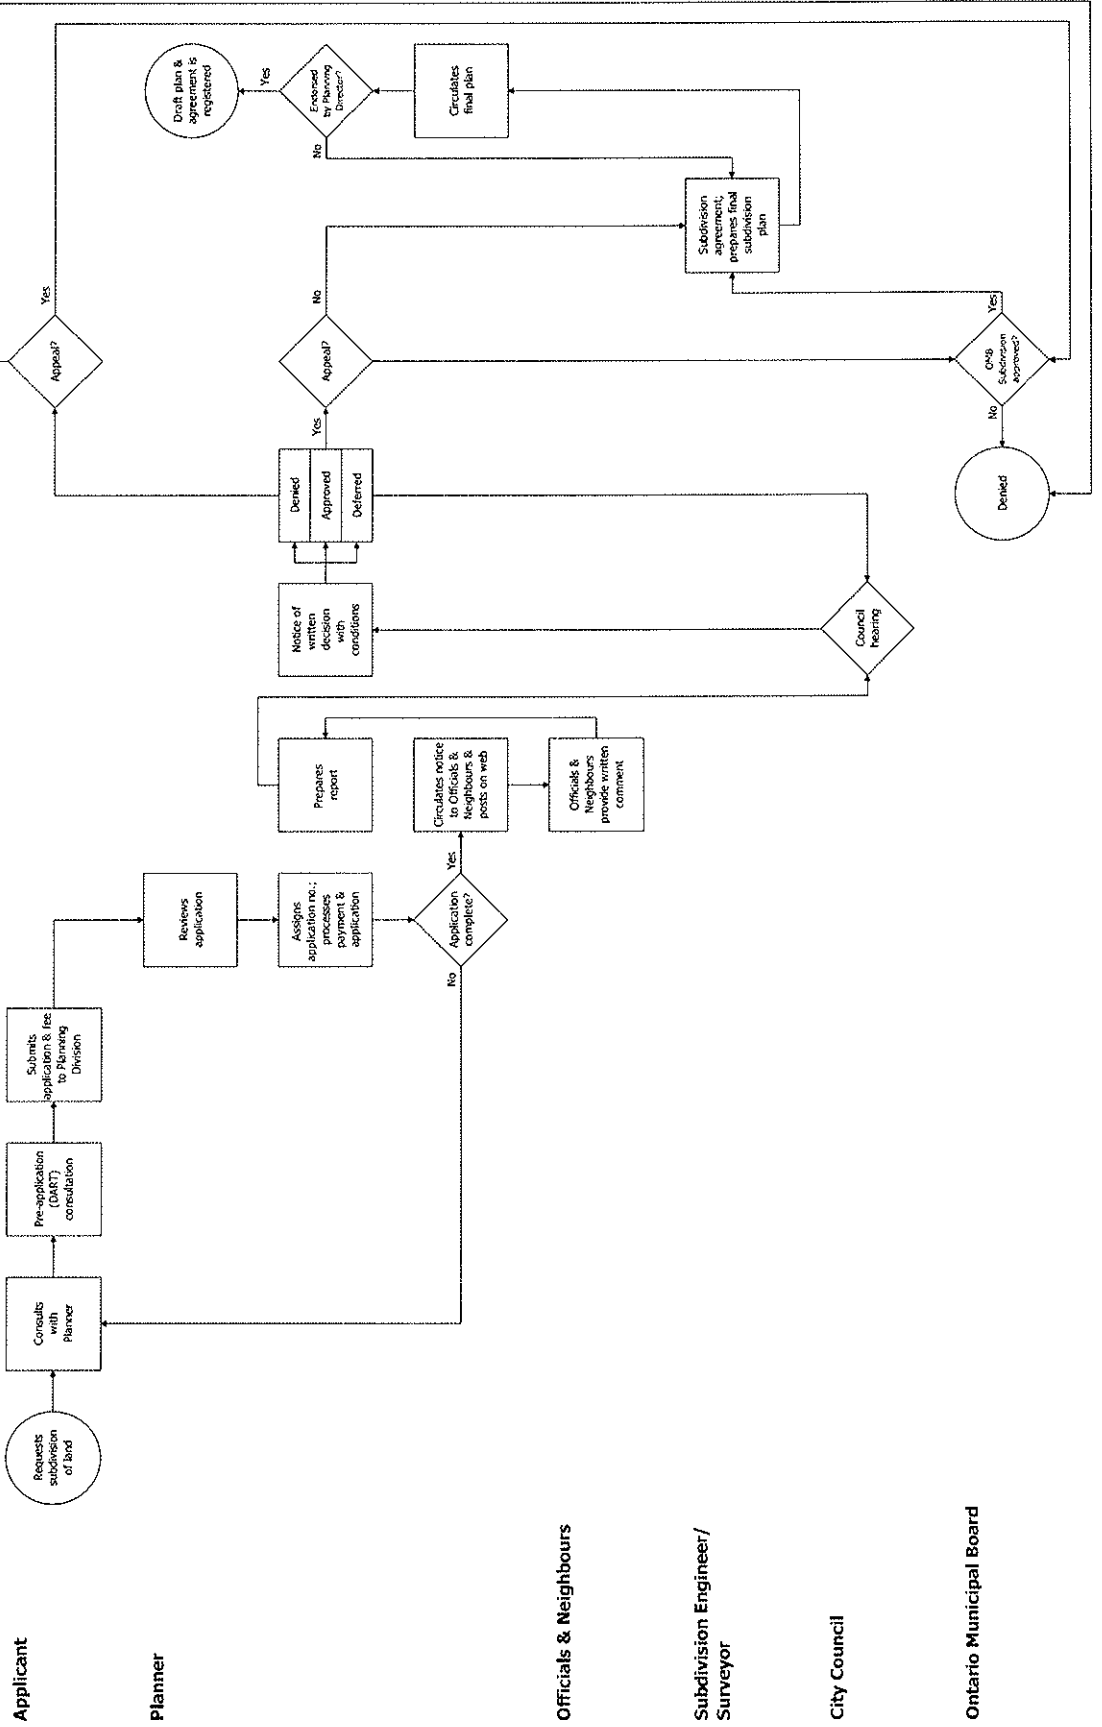 Applicant
Requests
subdivision
of land
Consults
with
Planner
Pre-application
(DART)
consultation
Submits
application & fee
to Planning
Division
Appeal?
Yes
Planner
Reviews
application
Draft plan &
agreement is
registered
Assigns
application no.;
processes
payment &
application
Prepares
report
Notice of
written
decision
with
conditions
Denied
Approved
Deferred
Yes
Appeal?
No
No
Endorsed
by Planning
Director?
Yes
No
Application
complete?
Yes
Circulates notice
to Officials &
Neighbours &
posts on web
Circulates
final plan
Officials & Neighbours
Officials &
Neighbours
provide written
comment
Subdivision Engineer/
Surveyor
Subdivision
agreement;
prepares final
subdivision
plan
City Council
Council
hearing
Ontario Municipal Board
Denied
No
OMB
Subdivision
approved?
Yes